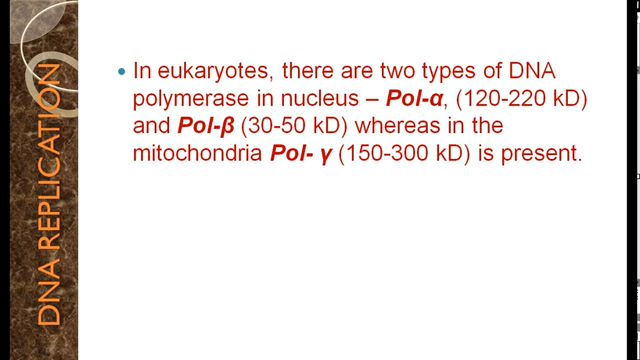 DNA REPLICATION
• In eukaryotes, there are two types of DNA
polymerase in nucleus – Pol-α, (120-220 kD)
and Pol-β (30-50 kD) whereas in the
mitochondria Pol- γ (150-300 kD) is present.